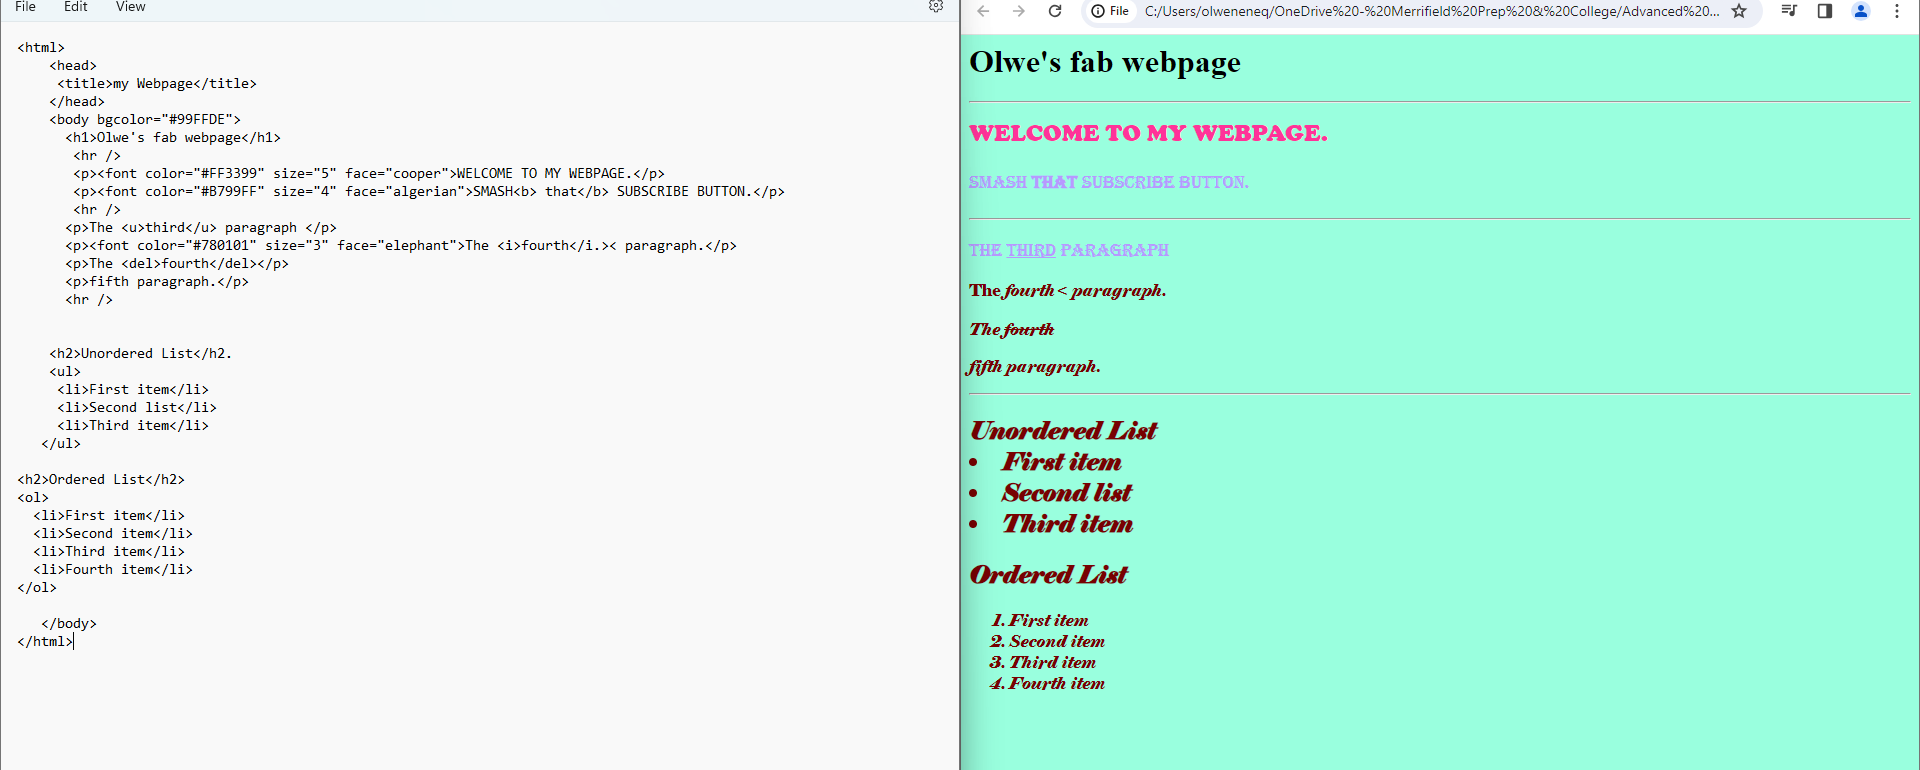 File Edit View
<html>
<head>
<title>my Webpage</title>
</head>
<body bgcolor="#99FFDE">
<h1>Olwe's fab webpage</h1>
<hr />
<p><font color="#FF3399" size="5" face="cooper">WELCOME TO MY WEBPAGE.</p>
<p><font color="#B799FF" size="4" face="algerian">SMASH<b> that</b> SUBSCRIBE BUTTON.</p>
<hr />
<p>The <u>third</u> paragraph </p>
<p><font color="#780101" size="3" face="elephant">The <i>fourth</i.>< paragraph.</p>
<p>The <del>fourth</del></p>
<p>fifth paragraph.</p>
<hr />
<h2>Unordered List</h2.
<ul>
<li>First item</li>
<li>Second list</li>
<li>Third item</li>
</ul>
<h2>Ordered List</h2>
<ol>
<li>First item</li>
<li>Second item</li>
<li>Third item</li>
<li>Fourth item</li>
</ol>
</body>
</html>
File C:/Users/olweneneq/OneDrive%20-%20Merrifield%20Prep%20&%20College/Advanced%20...
Olwe's fab webpage
WELCOME TO MY WEBPAGE.
SMASH THAT SUBSCRIBE BUTTON.
THE THIRD PARAGRAPH
The fourth< paragraph.
The fourth
fifth paragraph.
Unordered List
• First item
• Second list
• Third item
Ordered List
1. First item
2. Second item
3. Third item
4. Fourth item